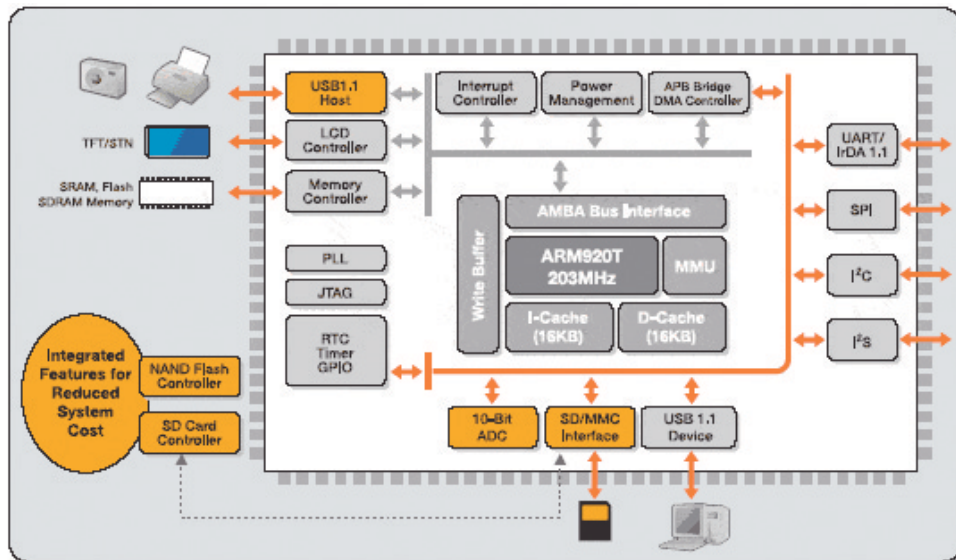 USB1.1
Host
Interrupt
Controller
Power
Management
APB Bridge
DMA Controller
TFT/STN
LCD
Controller
UART/
IrDA 1.1
SRAM, Flash
SDRAM Memory
Memory
Controller
AMBA Bus Interface
SPI
Write Buffer
ARM920T
203MHz
MMU
PLL
I²C
JTAG
I-Cache
(16KB)
D-Cache
(16KB)
RTC
Timer
GPIO
I²S
Integrated
Features for
Reduced
System
Cost
NAND Flash
Controller
SD Card
Controller
10-Bit
ADC
SD/MMC
Interface
USB 1.1
Device